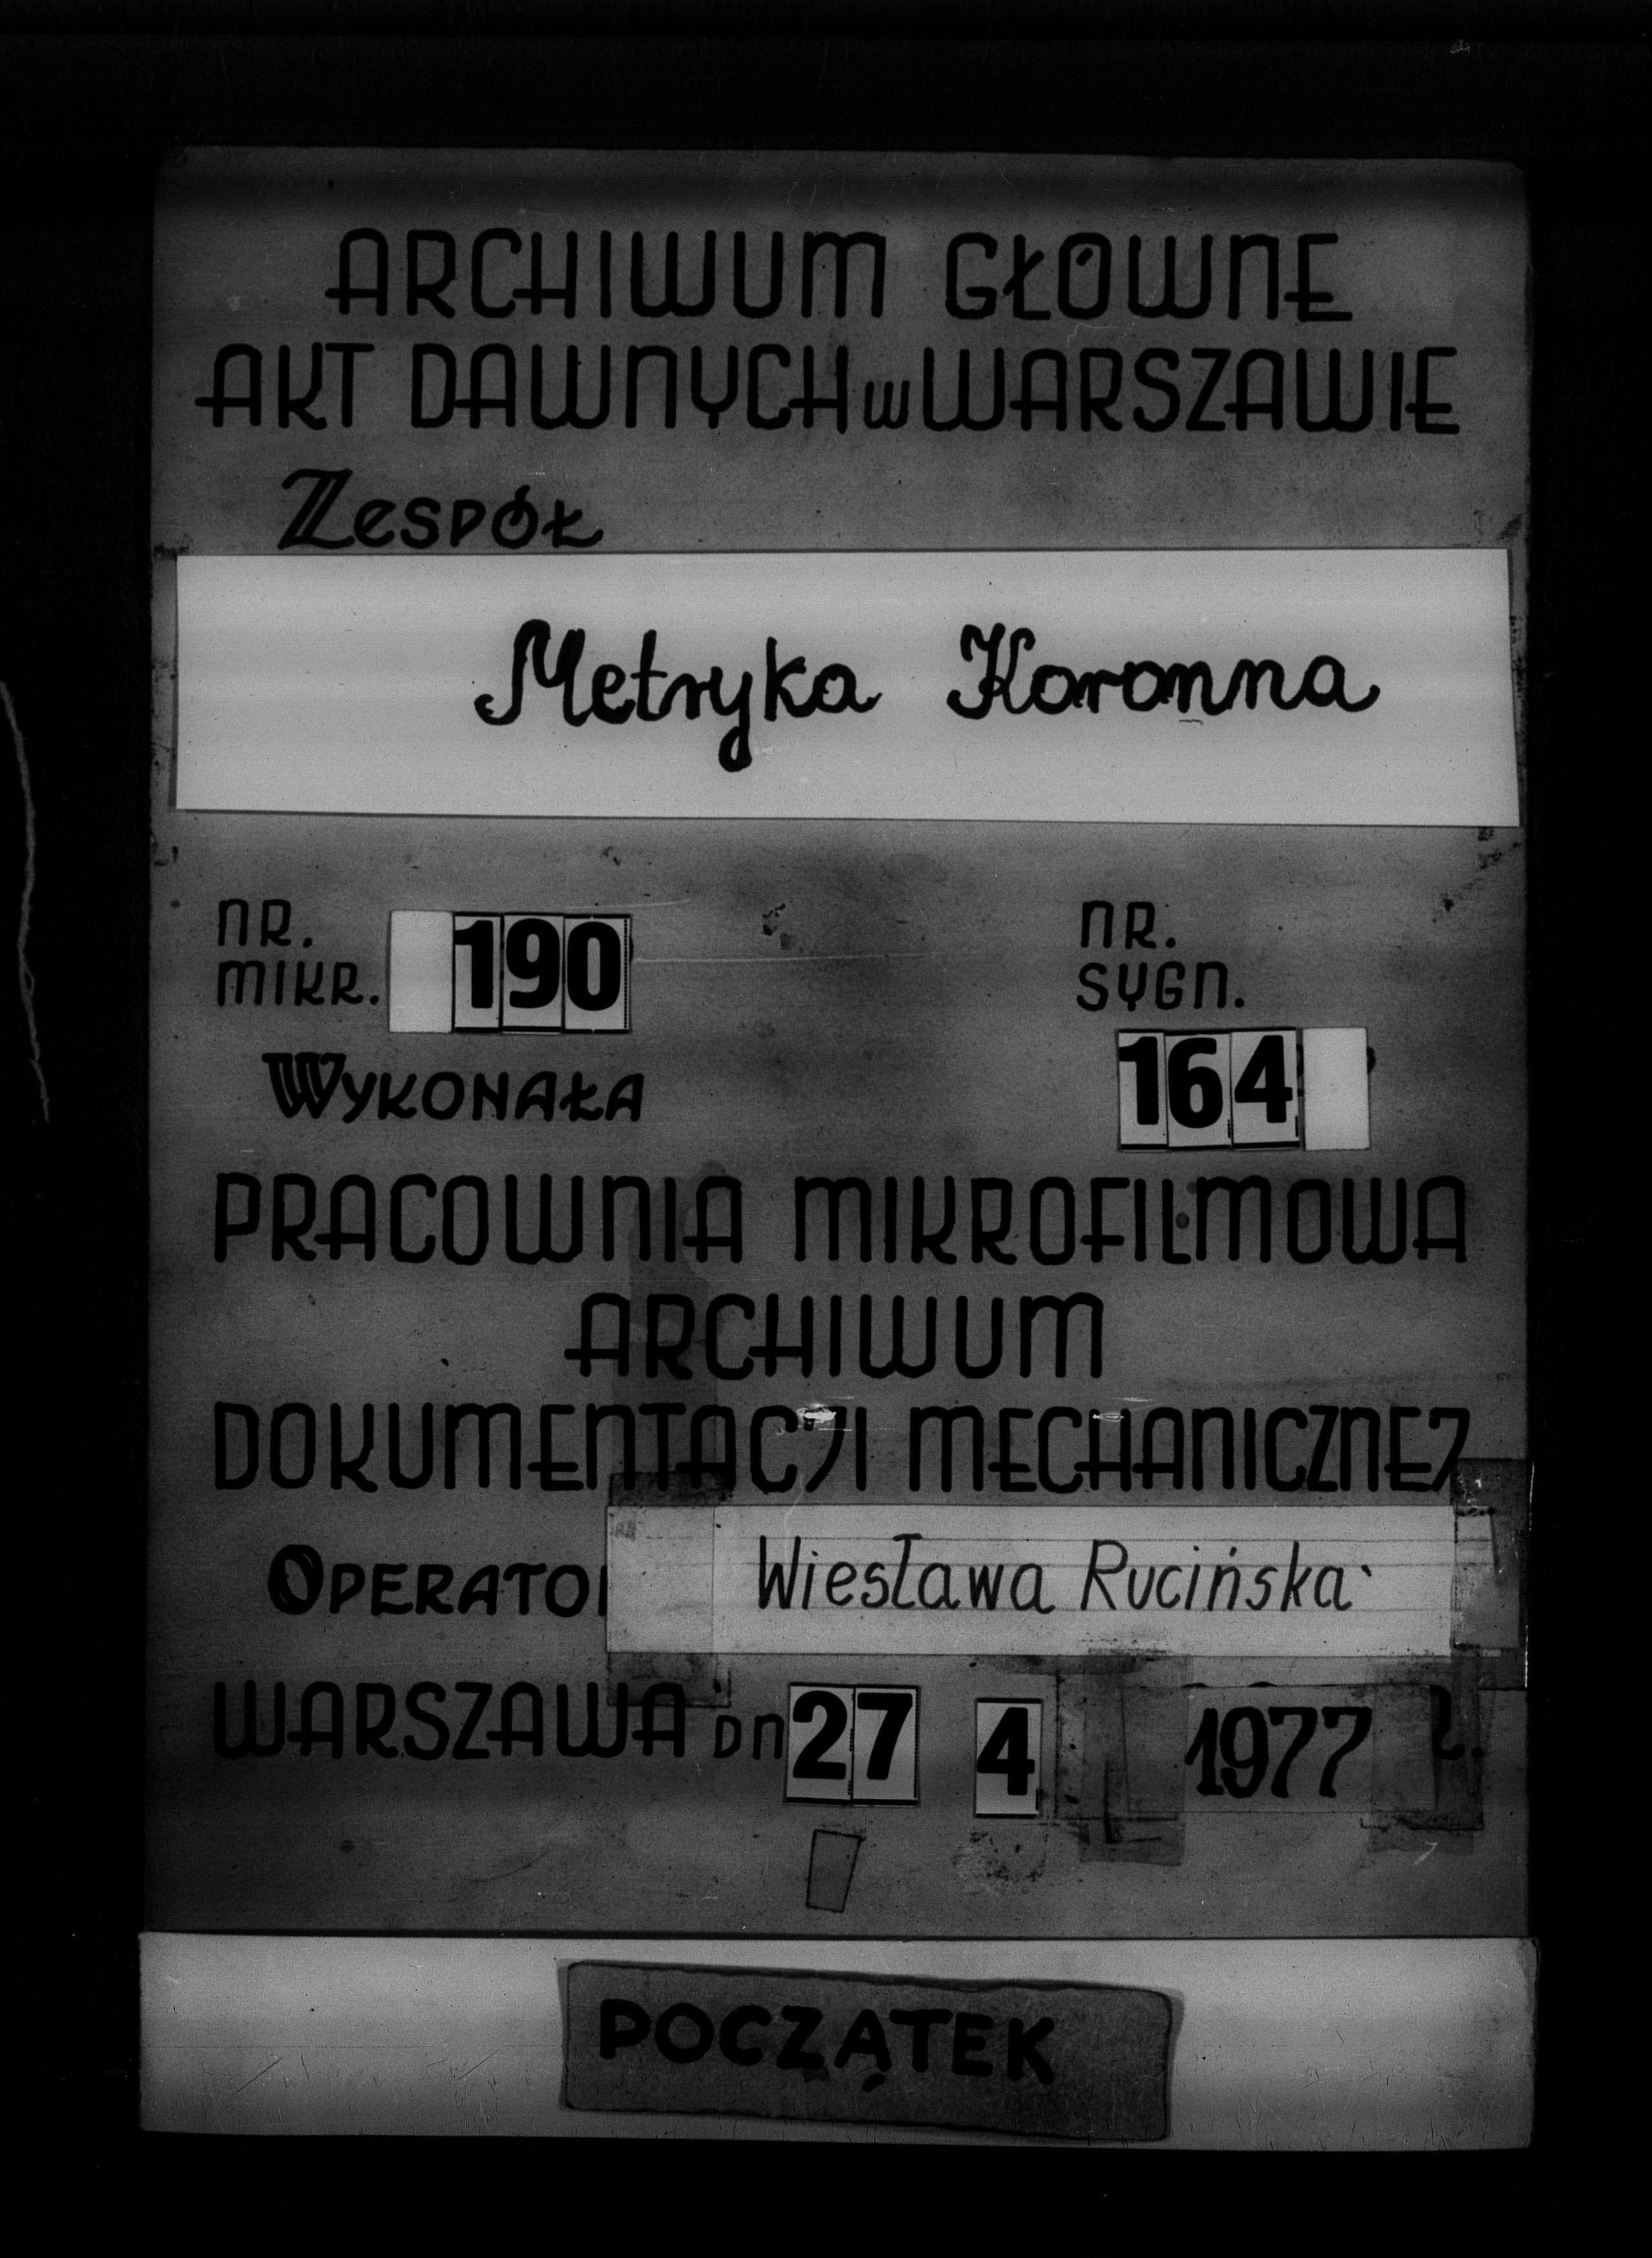 ARCHIWUM GŁÓWNE
AKT DAWNYCH w WARSZAWIE
Zespół
Metryka Koronna
NR. MIKR. 190
NR. SYGN. 164
WYKONAŁA
PRACOWNIA MIKROFILMOWA
ARCHIWUM
DOKUMENTACJI MECHANICZNEJ
OPERATO Wiesława Rucińska
WARSZAWA DN 27 4 1977 r.
POCZĄTEK